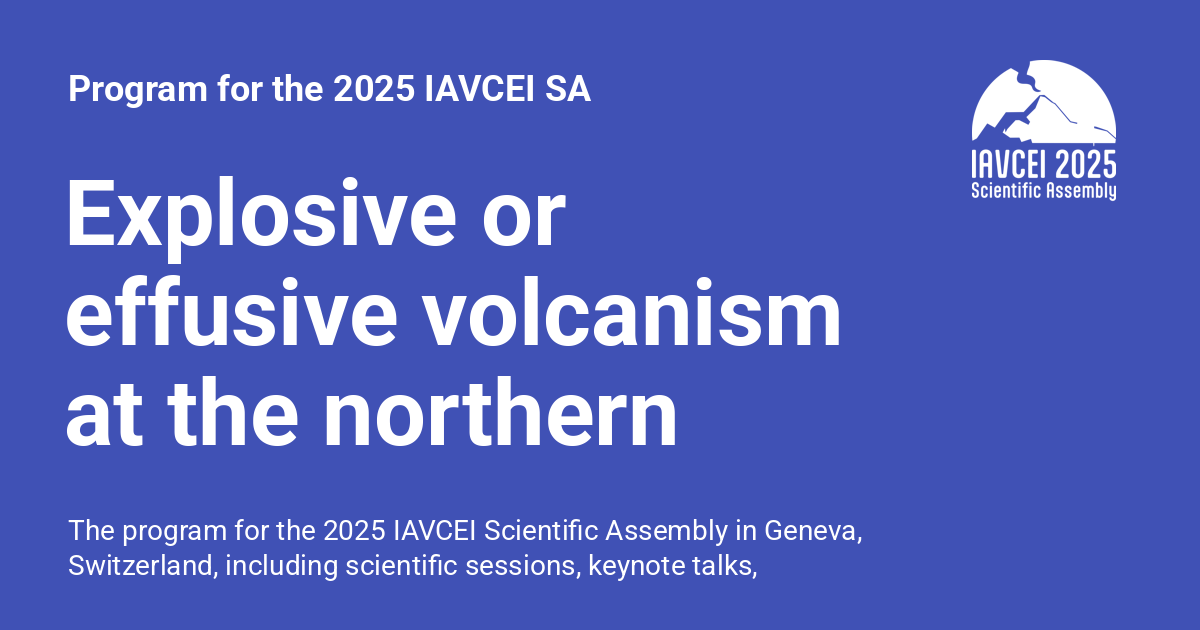 Program for the 2025 IAVCEI SA
IAVCEI 2025
Scientific Assembly
Explosive or
effusive volcanism
at the northern
The program for the 2025 IAVCEI Scientific Assembly in Geneva,
Switzerland, including scientific sessions, keynote talks,